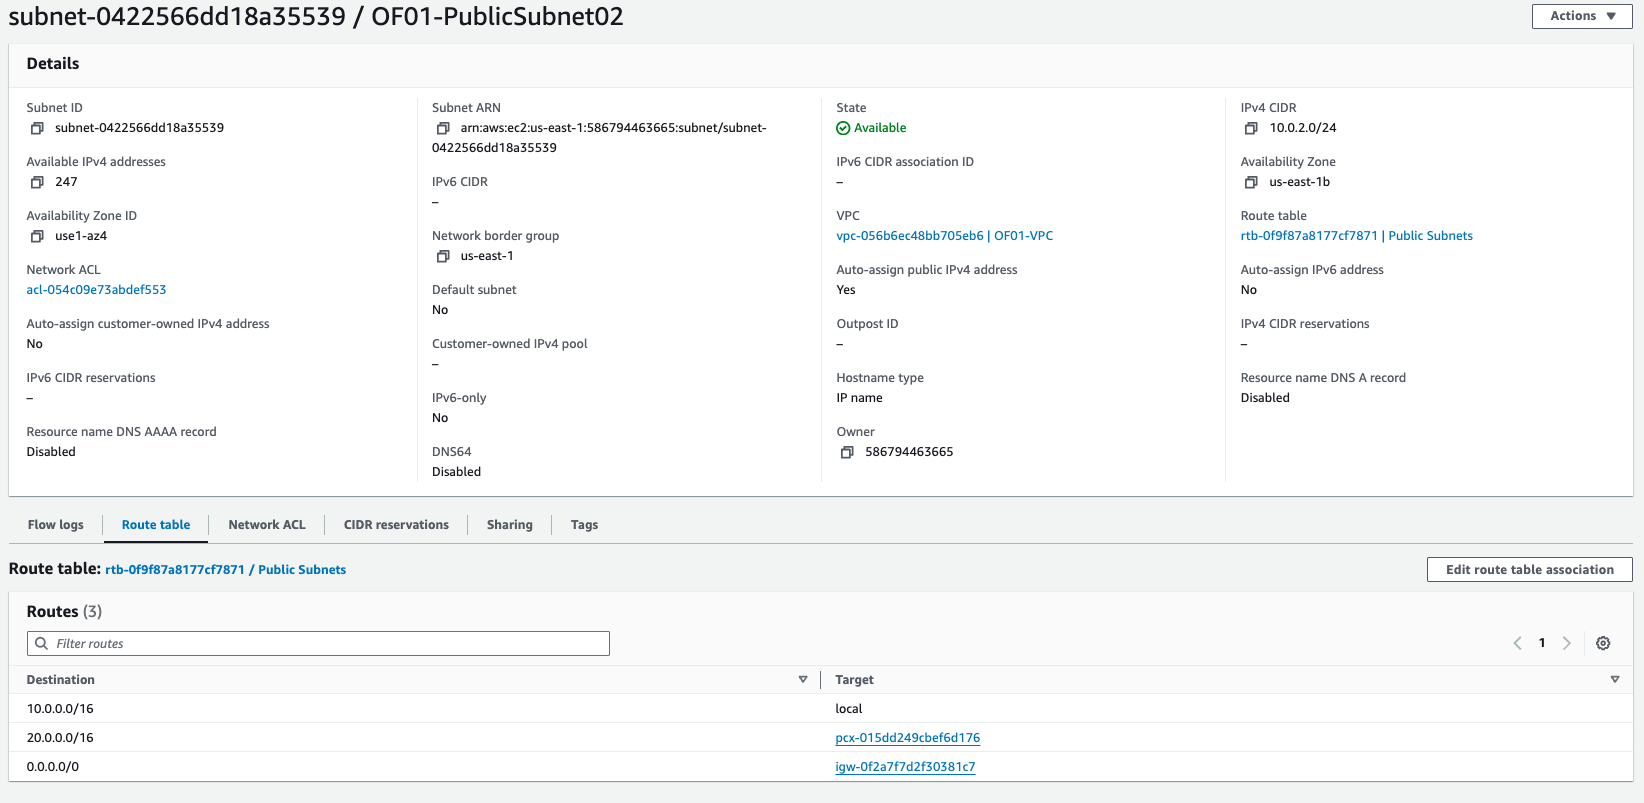 subnet-0422566dd18a35539 / OF01-PublicSubnet02
Actions
Details
Subnet ID
subnet-0422566dd18a35539
Available IPv4 addresses
247
Availability Zone ID
use1-az4
Network ACL
acl-054c09e73abdef553
Auto-assign customer-owned IPv4 address
No
IPv6 CIDR reservations
–
Resource name DNS AAAA record
Disabled
Subnet ARN
arn:aws:ec2:us-east-1:586794463665:subnet/subnet-
0422566dd18a35539
IPv6 CIDR
–
Network border group
us-east-1
Default subnet
No
Customer-owned IPv4 pool
–
IPv6-only
No
DNS64
Disabled
State
Available
IPv6 CIDR association ID
–
VPC
vpc-056b6ec48bb705eb6 | OF01-VPC
Auto-assign public IPv4 address
Yes
Outpost ID
–
Hostname type
IP name
Owner
586794463665
IPv4 CIDR
10.0.2.0/24
Availability Zone
us-east-1b
Route table
rtb-0f9f87a8177cf7871 | Public Subnets
Auto-assign IPv6 address
No
IPv4 CIDR reservations
–
Resource name DNS A record
Disabled
Flow logs
Route table
Network ACL
CIDR reservations
Sharing
Tags
Route table: rtb-0f9f87a8177cf7871 / Public Subnets
Edit route table association
Routes (3)
Filter routes
1
Destination
Target
10.0.0.0/16
local
20.0.0.0/16
pcx-015dd249cbef6d176
0.0.0.0/0
igw-0f2a7f7d2f30381c7